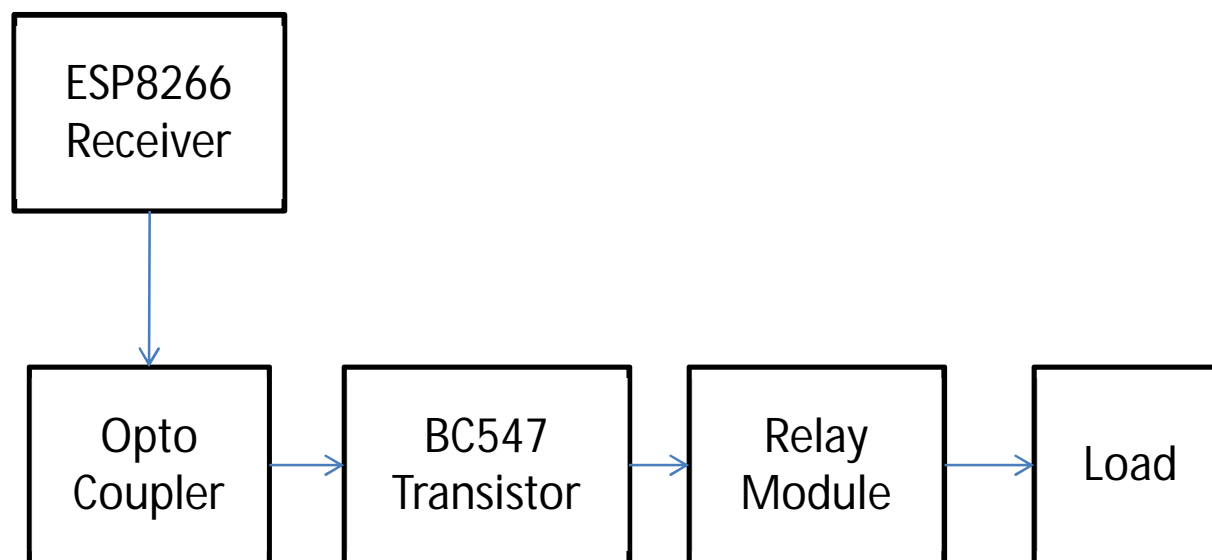 ESP8266
Receiver
Opto
Coupler
BC547
Transistor
Relay
Module
Load